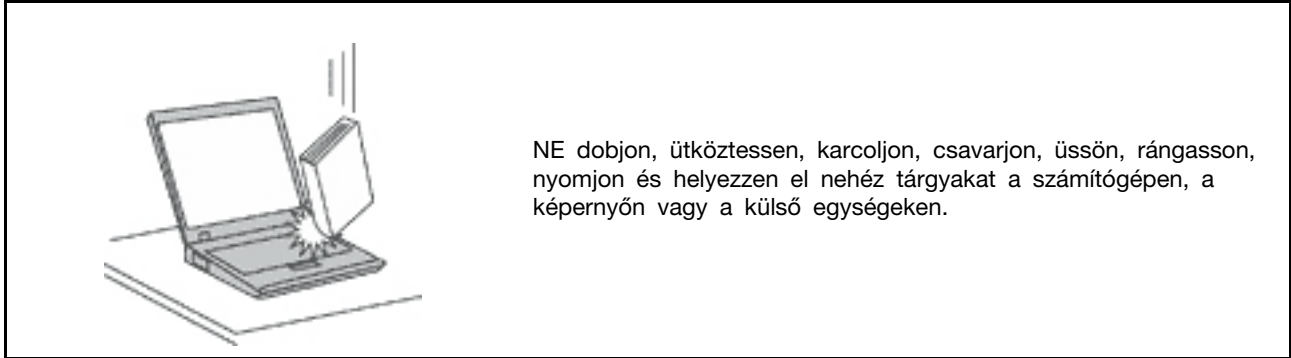 NE dobjon, ütköztessen, karcoljon, csavarjon, üssön, rángasson,
nyomjon és helyezzen el nehéz tárgyakat a számítógépen, a
képernyőn vagy a külső egységeken.